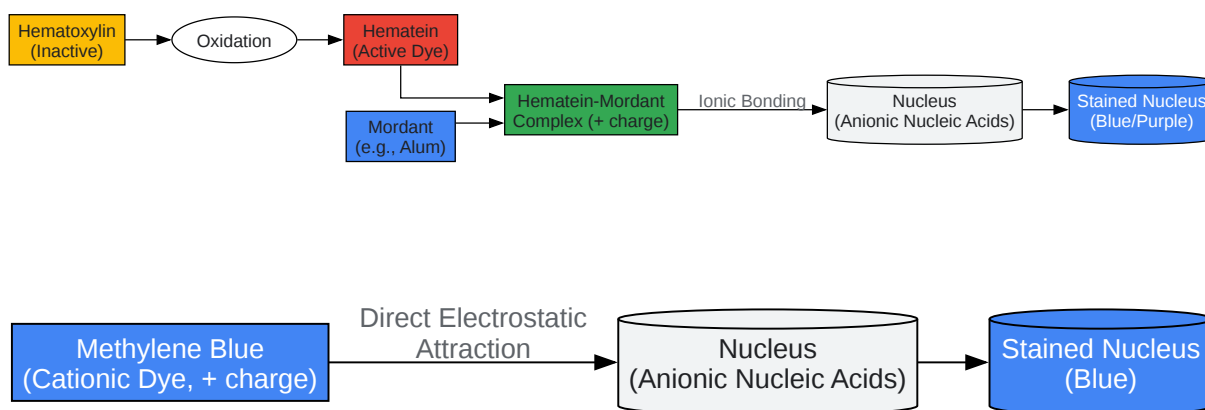 Hematoxylin
(Inactive)
Oxidation
Hematein
(Active Dye)
Mordant
(e.g., Alum)
Hematein-Mordant
Complex (+ charge)
Ionic Bonding
Nucleus
(Anionic Nucleic Acids)
Stained Nucleus
(Blue/Purple)
Methylene Blue
(Cationic Dye, + charge)
Direct Electrostatic
Attraction
Nucleus
(Anionic Nucleic Acids)
Stained Nucleus
(Blue)